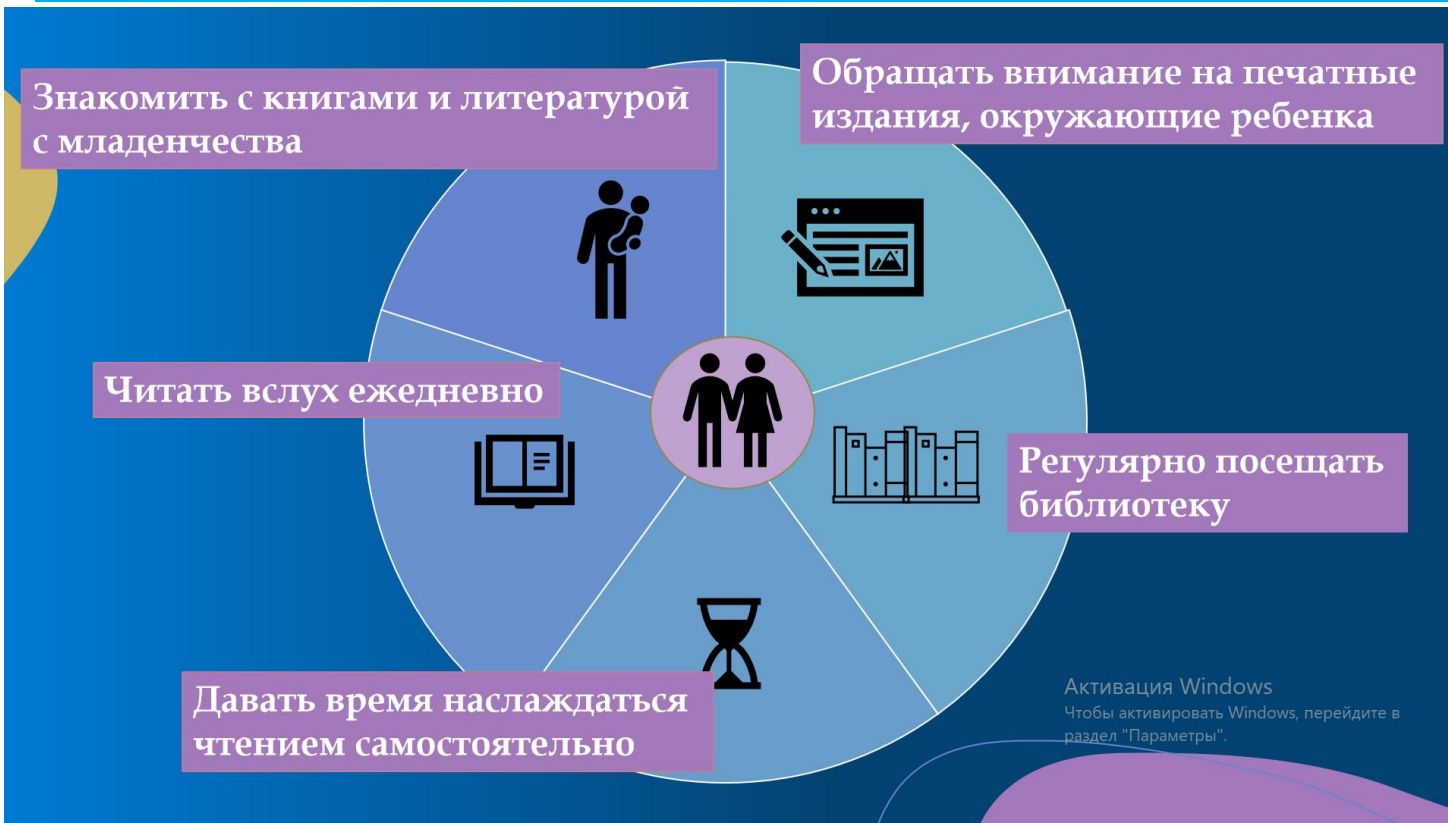 Знакомить с книгами и литературой
с младенчества
Обращать внимание на печатные
издания, окружающие ребенка
Читать вслух ежедневно
Регулярно посещать
библиотеку
Давать время наслаждаться
чтением самостоятельно
Активация Windows
Чтобы активировать Windows, перейдите в
раздел "Параметры".